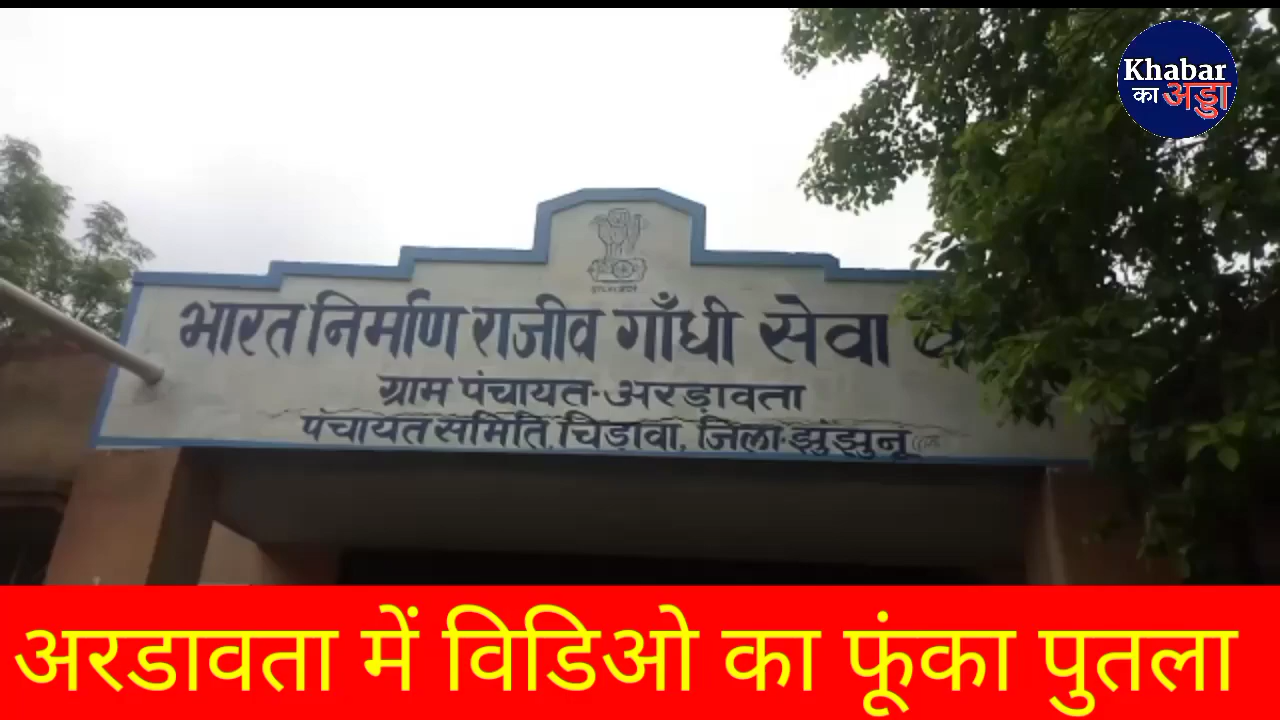 Khabar
का अड्डा
भारत निर्माण राजीव गाँधी सेवा
ग्राम पंचायत-अरड़ावता
पंचायत समिति, चिड़ावा, जिला-झुंझुनू
अरडावता में विडिओ का फूंका पुतला